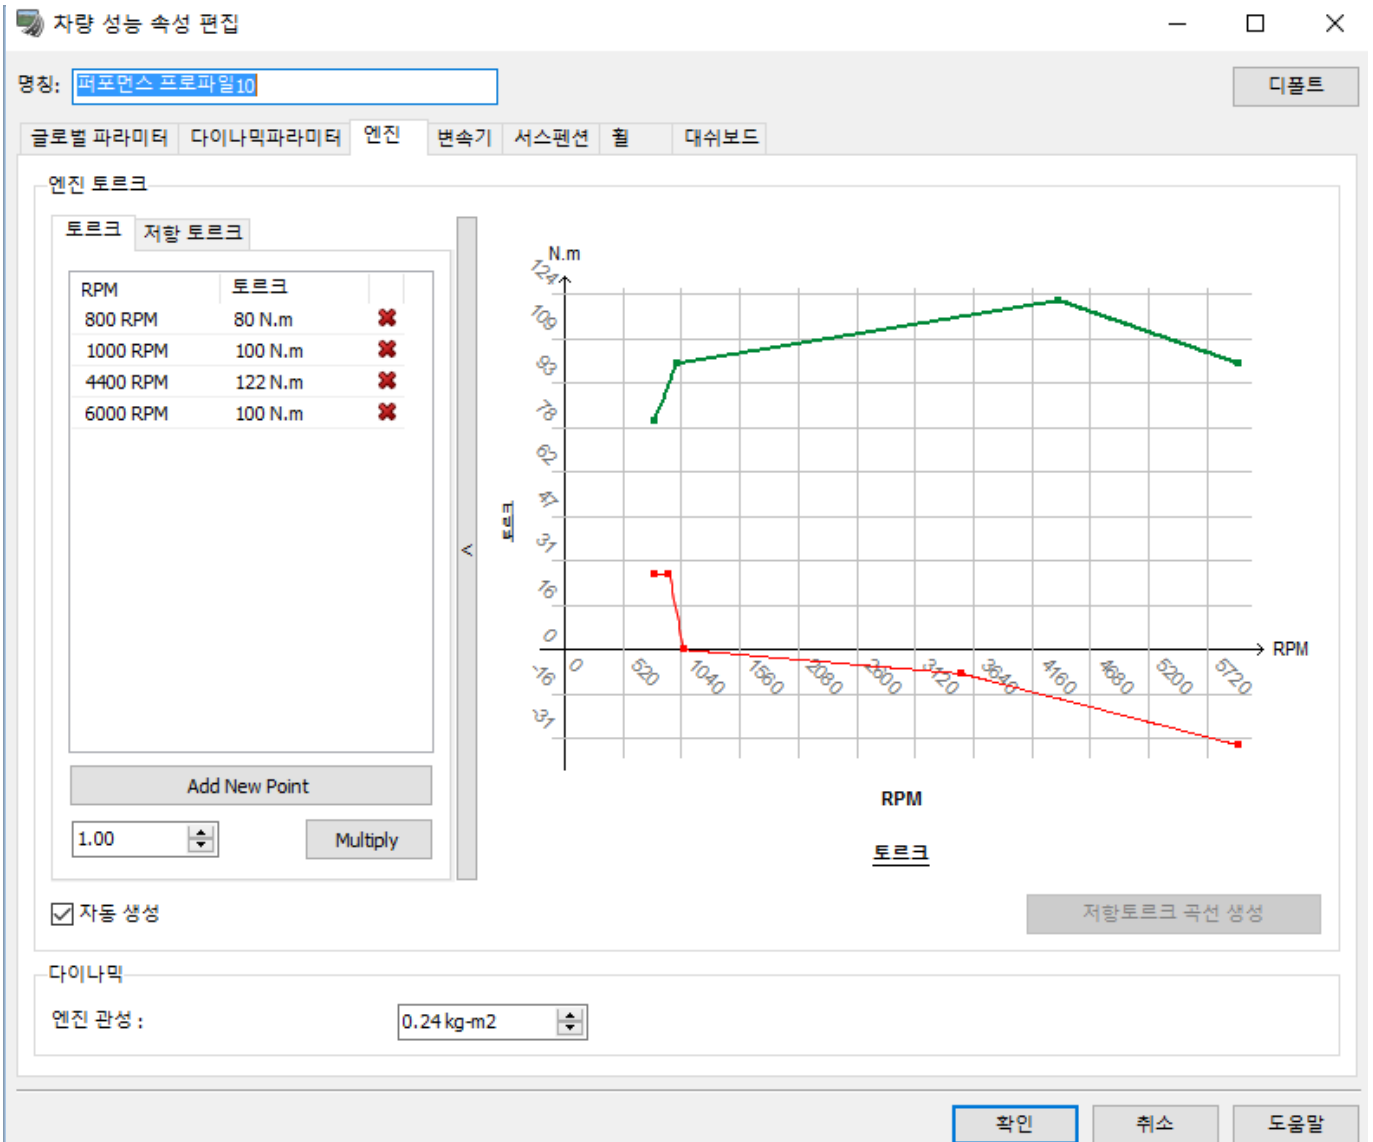 차량 성능 속성 편집
명칭: 퍼포먼스 프로파일10 디폴트
글로벌 파라미터 다이나믹파라미터 엔진 변속기 서스펜션 휠 대쉬보드
엔진 토르크
토르크 저항 토르크
RPM 토르크
800 RPM 80 N.m
1000 RPM 100 N.m
4400 RPM 122 N.m
6000 RPM 100 N.m
<
Add New Point
1.00 Multiply
N.m
124
109
93
78
62
47
31
16
0
-16
-31
토르크
0 520 1040 1560 2080 2600 3120 3640 4160 4680 5200 5720
RPM
RPM
토르크
자동 생성 저항토르크 곡선 생성
다이나믹
엔진 관성 : 0.24 kg-m2
확인 취소 도움말